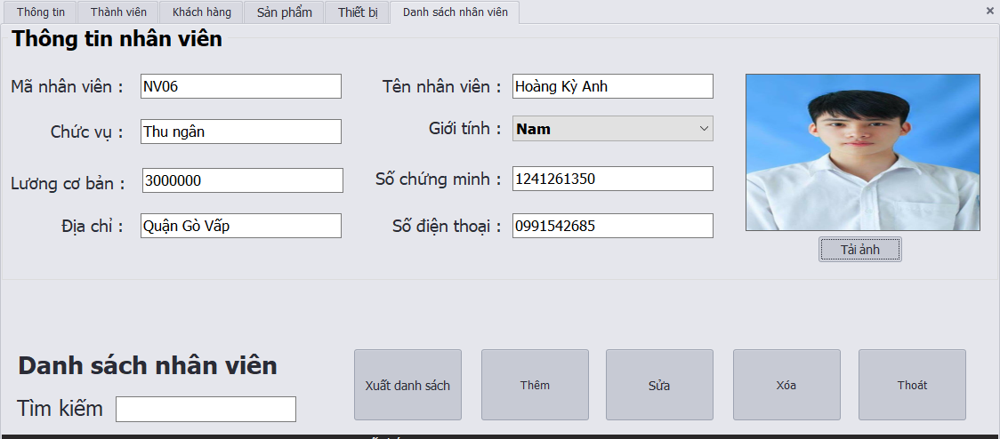 Thông tin Thành viên Khách hàng Sản phẩm Thiết bị Danh sách nhân viên
Thông tin nhân viên
Mã nhân viên : NV06 Tên nhân viên : Hoàng Kỳ Anh
Chức vụ : Thu ngân Giới tính : Nam
Lương cơ bản : 3000000 Số chứng minh : 1241261350
Địa chỉ : Quận Gò Vấp Số điện thoại : 0991542685
Tải ảnh
Danh sách nhân viên
Xuất danh sách Thêm Sửa Xóa Thoát
Tìm kiếm